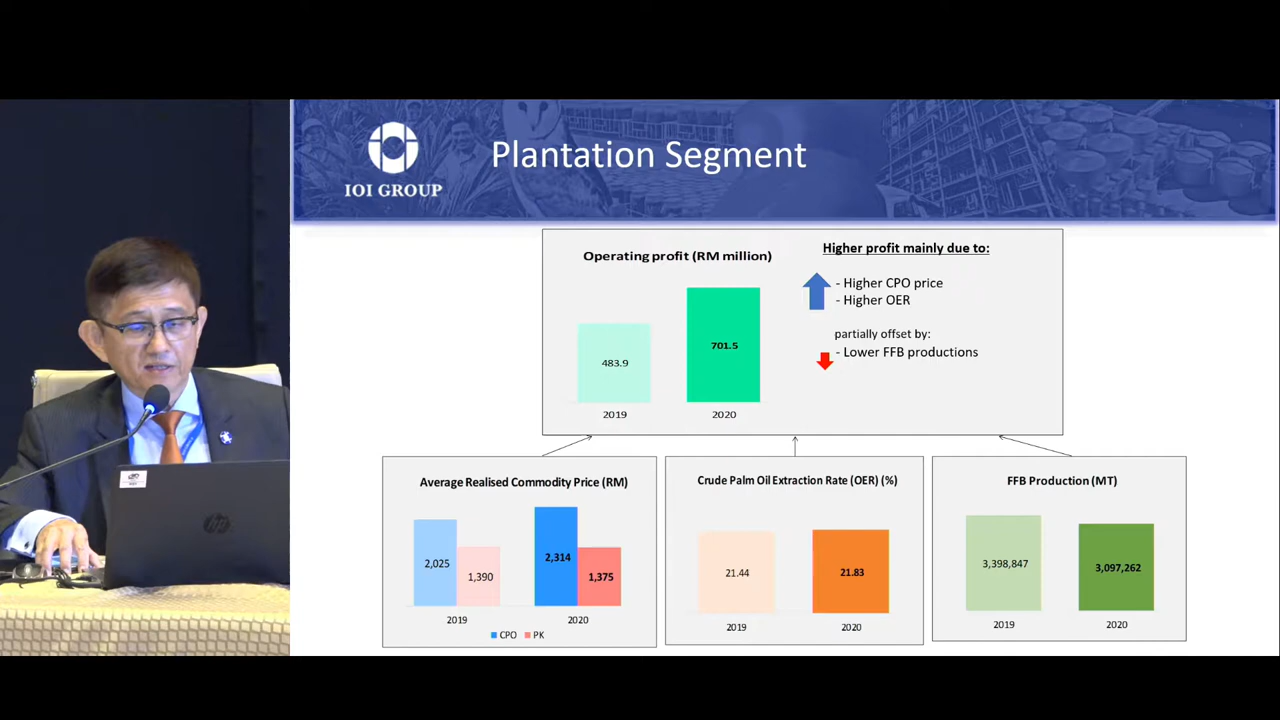 IOI GROUP
Plantation Segment
Operating profit (RM million)
483.9
701.5
2019
2020
Higher profit mainly due to:
- Higher CPO price
- Higher OER
partially offset by:
- Lower FFB productions
Average Realised Commodity Price (RM)
2,025
1,390
2,314
1,375
2019
2020
CPO
PK
Crude Palm Oil Extraction Rate (OER) (%)
21.44
21.83
2019
2020
FFB Production (MT)
3,398,847
3,097,262
2019
2020
hp